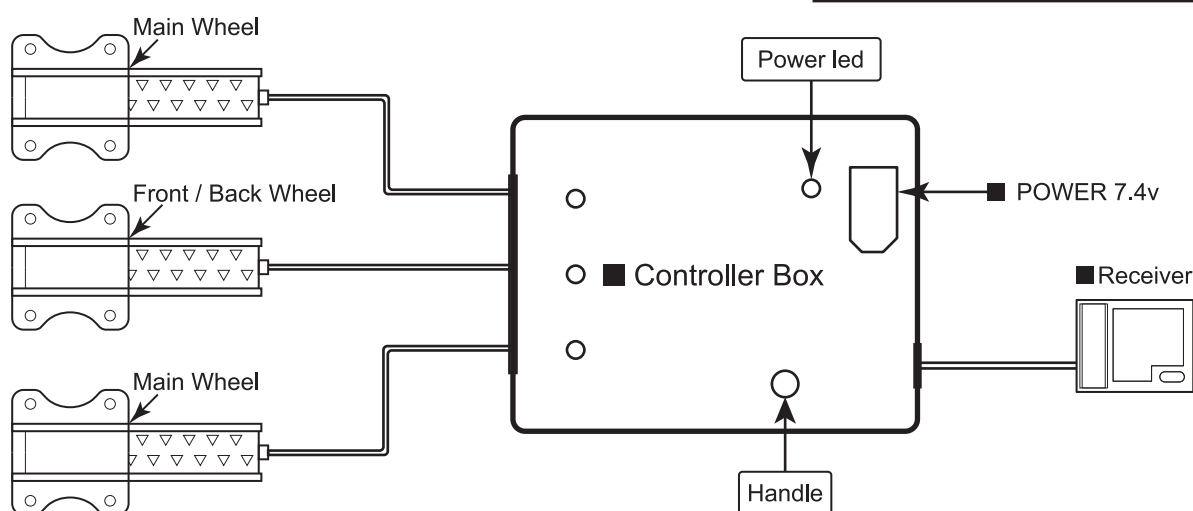 Main Wheel
Power led
Front / Back Wheel
POWER 7.4v
Controller Box
Receiver
Main Wheel
Handle